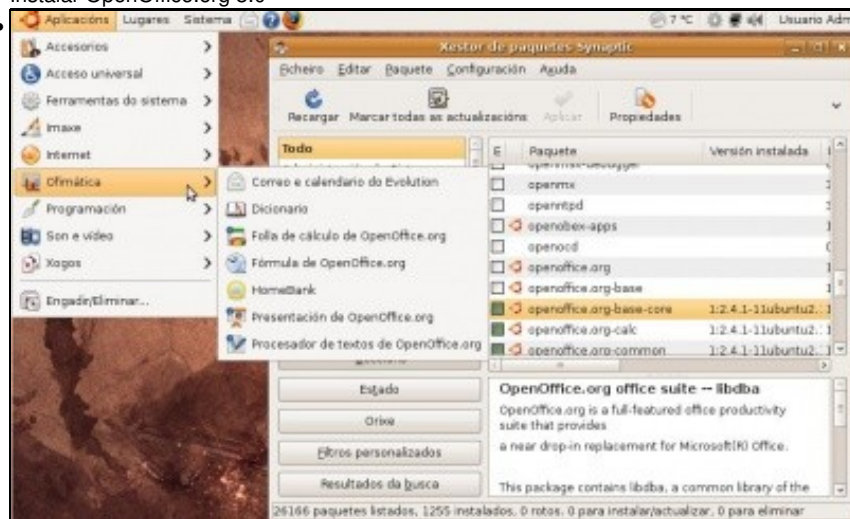 Aplicacións Lugares Sistema 7 °C Usuario Adm
Xestor de paquetes Synaptic
Accesorios
Acceso universal
Ferramentas do sistema
Imaxe
Internet
Ofimática
Programación
Son e vídeo
Xogos
Engadir/Eliminar...
Ficheiro Editar Paquete Configuración Axuda
Recargar Marcar todas as actualizacións Aplicar Propiedades
Todo
E Paquete Versión instalada
Correo e calendario do Evolution
Dicionario
Folla de cálculo de OpenOffice.org
Fórmula de OpenOffice.org
HomeBank
Presentación de OpenOffice.org
Procesador de textos de OpenOffice.org
openmx
openntpd
openobex-apps
openocd
openoffice.org
openoffice.org-base
openoffice.org-base-core 1:2.4.1-11ubuntu2.
openoffice.org-calc 1:2.4.1-11ubuntu2.
openoffice.org-common 1:2.4.1-11ubuntu2.
Estado
Orixe
Filtros personalizados
Resultados da busca
OpenOffice.org office suite -- libdba
OpenOffice.org is a full-featured office productivity
suite that provides
a near drop-in replacement for Microsoft(R) Office.
This package contains libdba, a common library of the
26166 paquetes listados, 1255 instalados, 0 rotos. 0 para instalar/actualizar, 0 para eliminar